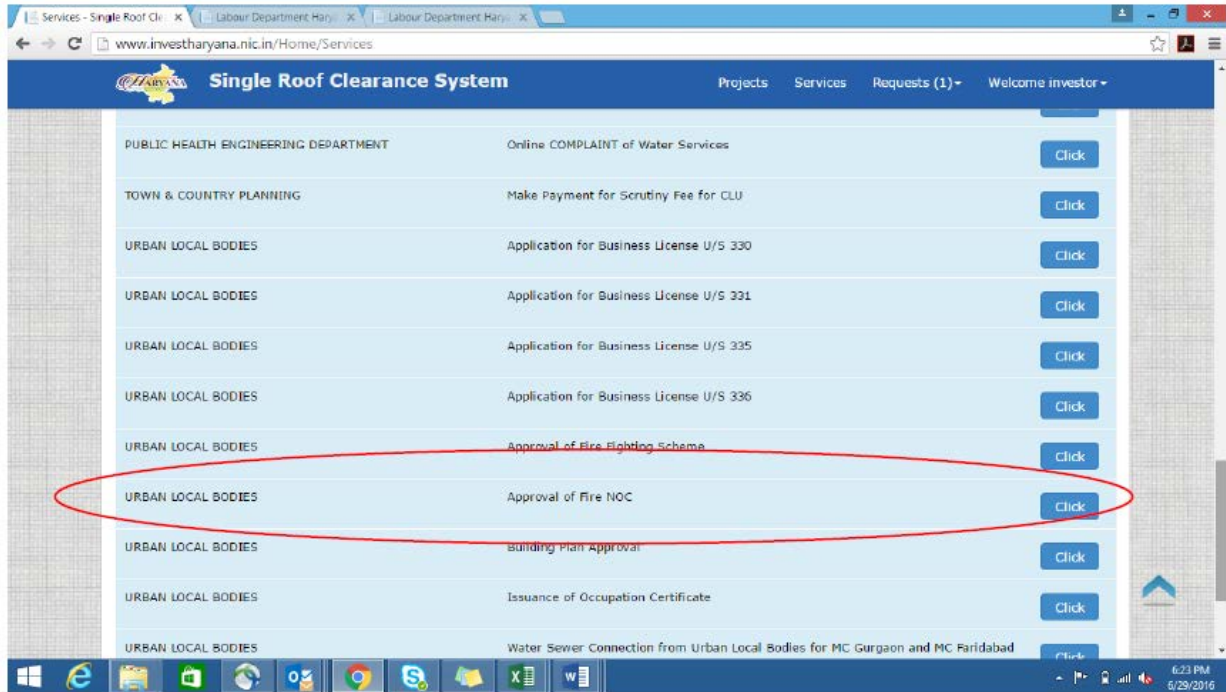 Services - Single Roof Cle
Labour Department Hary
Labour Department Hary
www.investharyana.nic.in/Home/Services
HARYANA Single Roof Clearance System Projects Services Requests (1) Welcome investor
PUBLIC HEALTH ENGINEERING DEPARTMENT Online COMPLAINT of Water Services Click
TOWN & COUNTRY PLANNING Make Payment for Scrutiny Fee for CLU Click
URBAN LOCAL BODIES Application for Business License U/S 330 Click
URBAN LOCAL BODIES Application for Business License U/S 331 Click
URBAN LOCAL BODIES Application for Business License U/S 335 Click
URBAN LOCAL BODIES Application for Business License U/S 336 Click
URBAN LOCAL BODIES Approval of Fire Fighting Scheme Click
URBAN LOCAL BODIES Approval of Fire NOC Click
URBAN LOCAL BODIES Building Plan Approval Click
URBAN LOCAL BODIES Issuance of Occupation Certificate Click
URBAN LOCAL BODIES Water Sewer Connection from Urban Local Bodies for MC Gurgaon and MC Faridabad Click
6:23 PM
6/29/2016